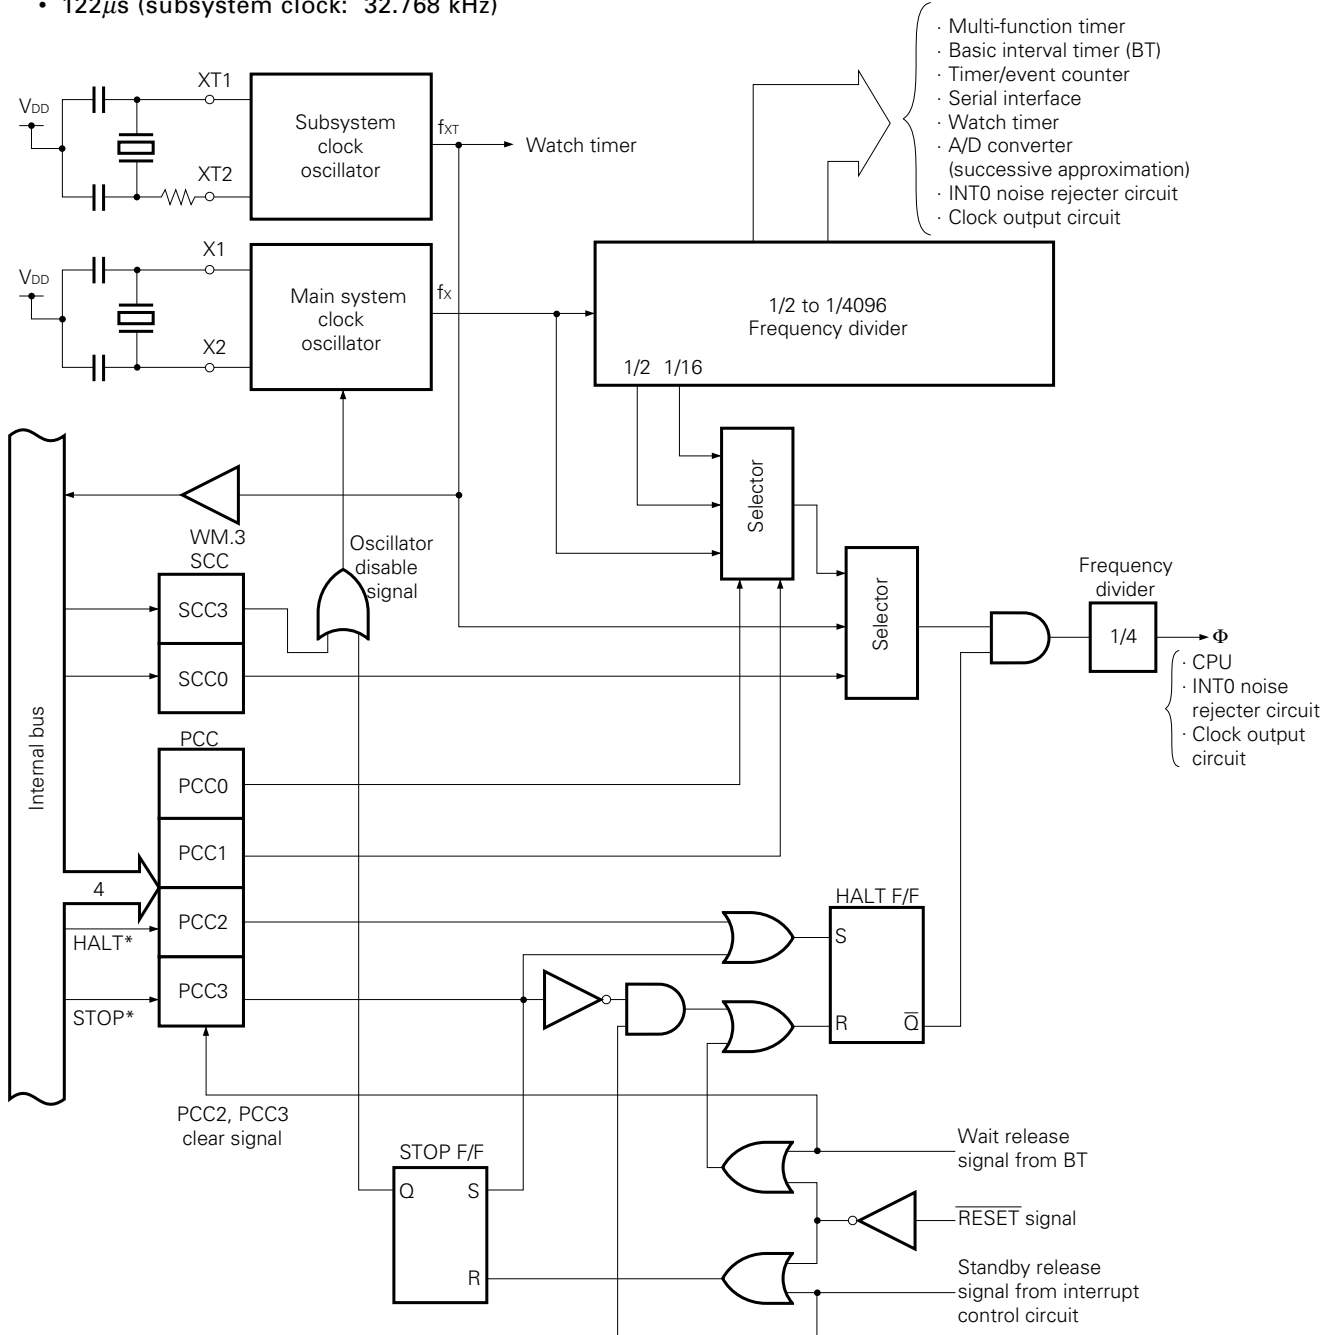 • 122µs (subsystem clock: 32.768 kHz)
· Multi-function timer
· Basic interval timer (BT)
· Timer/event counter
· Serial interface
· Watch timer
· A/D converter
(successive approximation)
· INT0 noise rejecter circuit
· Clock output circuit
VDD
XT1
XT2
Subsystem
clock
oscillator
fXT
Watch timer
VDD
X1
X2
Main system
clock
oscillator
fX
1/2 to 1/4096
Frequency divider
1/2 1/16
Selector
WM.3
Oscillator
disable
signal
SCC
SCC3
SCC0
Selector
Frequency
divider
1/4
Φ
· CPU
· INT0 noise
rejecter circuit
· Clock output
circuit
Internal bus
PCC
PCC0
PCC1
4
PCC2
HALT*
PCC3
STOP*
HALT F/F
S
R
Q̅
PCC2, PCC3
clear signal
STOP F/F
Q
S
R
Wait release
signal from BT
R̅E̅S̅E̅T̅ signal
Standby release
signal from interrupt
control circuit